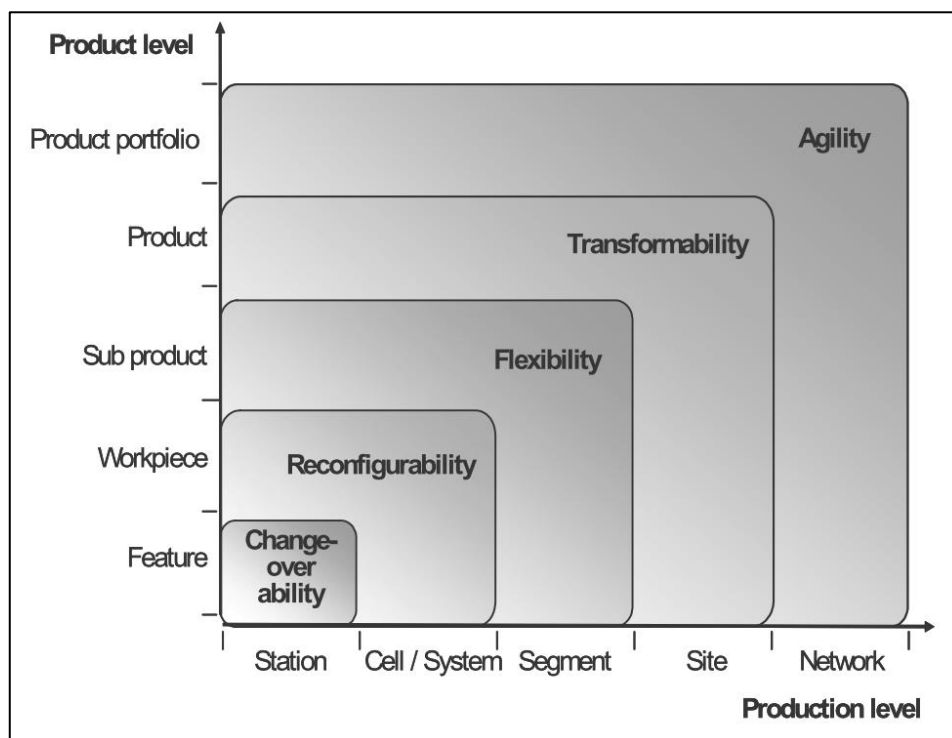 Product level
Product portfolio
Agility
Product
Transformability
Sub product
Flexibility
Workpiece
Reconfigurability
Feature
Change-
over
ability
Station
Cell / System
Segment
Site
Network
Production level